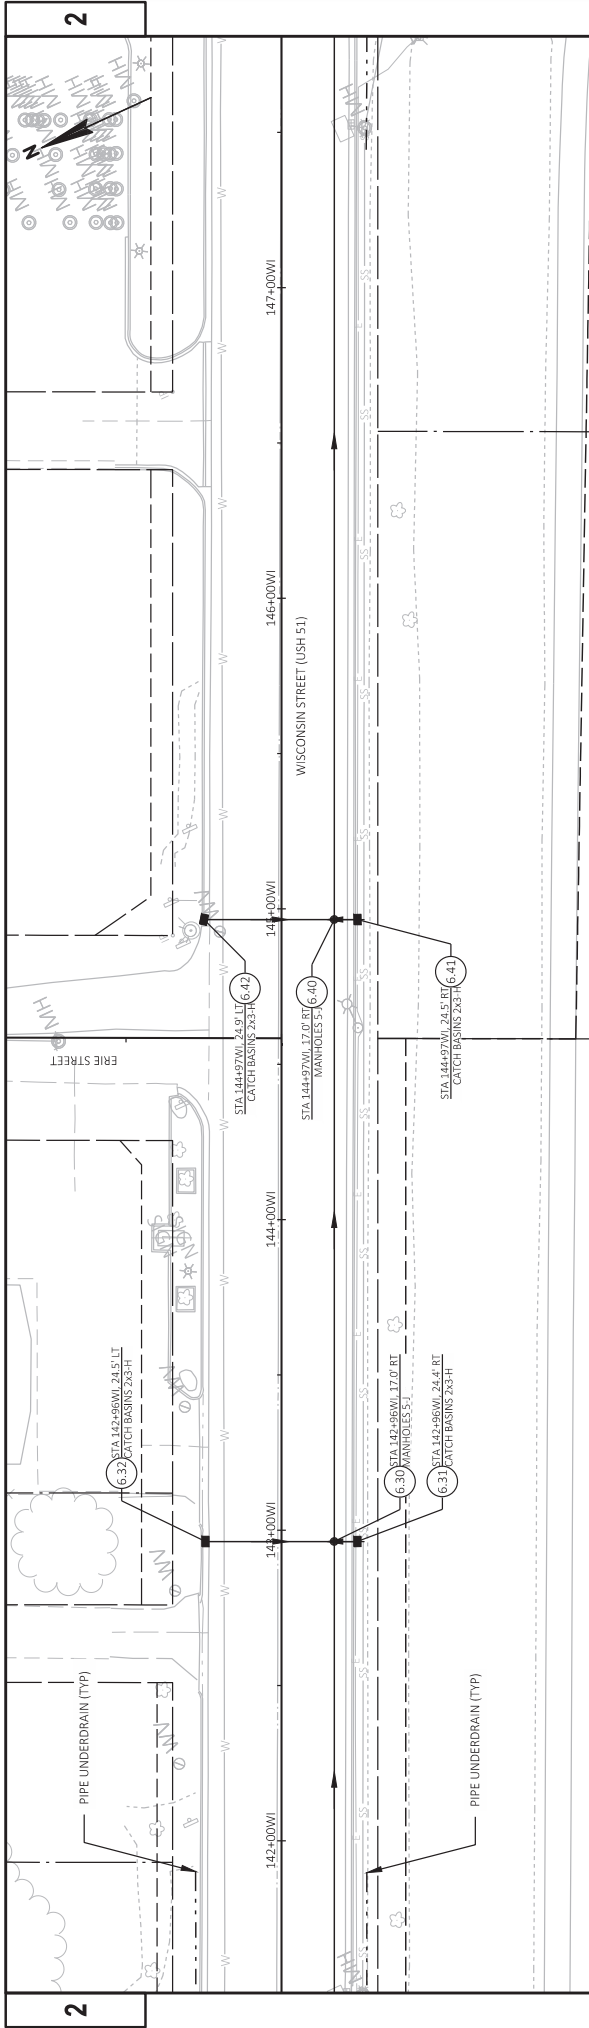 2
N
147+00WI
146+00WI
WISCONSIN STREET (USH 51)
145+00WI
ERIE STREET
6.42
STA 144+97WI, 24.9' LT
CATCH BASINS 2x3-H
6.40
STA 144+97WI, 17.0' RT
MANHOLES 5-J
6.41
STA 144+97WI, 24.5' RT
CATCH BASINS 2x3-H
144+00WI
SIGN
6.32
STA 142+96WI, 24.5' LT
CATCH BASINS 2x3-H
6.30
STA 142+96WI, 17.0' RT
MANHOLES 5-J
6.31
STA 142+96WI, 24.4' RT
CATCH BASINS 2x3-H
143+00WI
PIPE UNDERDRAIN (TYP)
PIPE UNDERDRAIN (TYP)
142+00WI
2